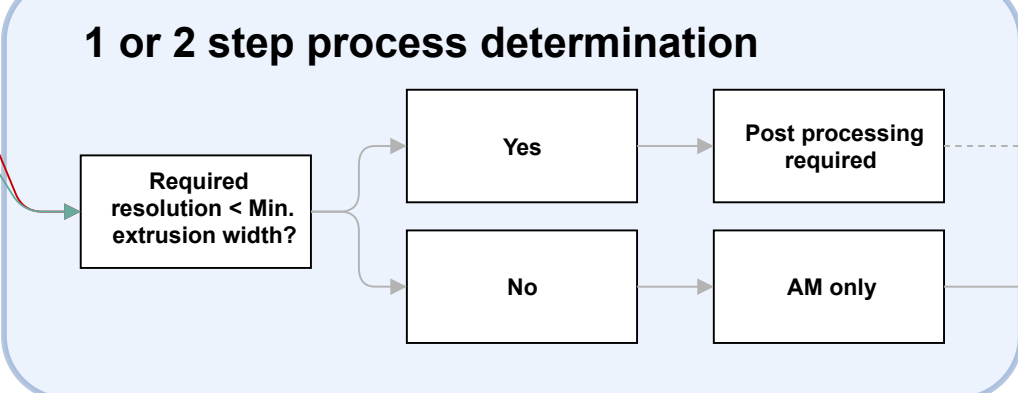 1 or 2 step process determination
Required
resolution < Min.
extrusion width?
Yes
Post processing
required
No
AM only